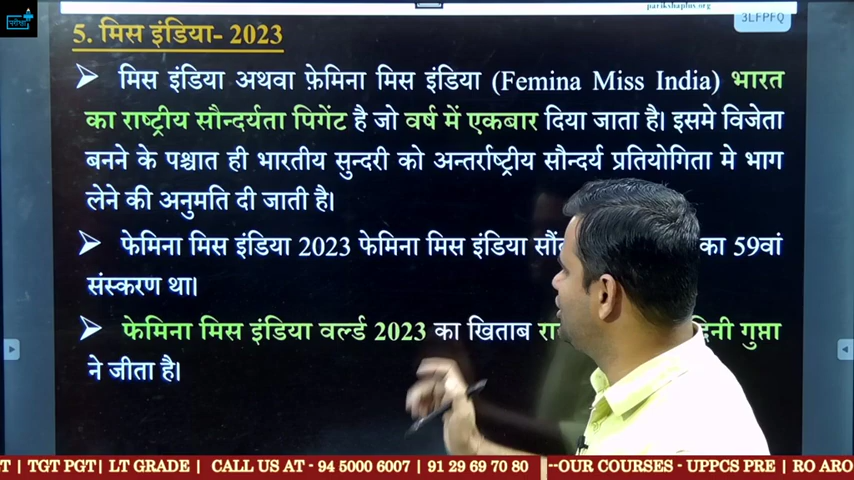 परीक्षा
parikshaplus.org
3LFPFQ
5. मिस इंडिया- 2023
➤ मिस इंडिया अथवा फ़ेमिना मिस इंडिया (Femina Miss India) भारत
का राष्ट्रीय सौन्दर्यता पिगेंट है जो वर्ष में एकबार दिया जाता है। इसमे विजेता
बनने के पश्चात ही भारतीय सुन्दरी को अन्तर्राष्ट्रीय सौन्दर्य प्रतियोगिता मे भाग
लेने की अनुमति दी जाती है।
➤ फेमिना मिस इंडिया 2023 फेमिना मिस इंडिया का 59वां
संस्करण था।
➤ फेमिना मिस इंडिया वर्ल्ड 2023 का खिताब गुप्ता
ने जीता है।
T | TGT PGT| LT GRADE | CALL US AT - 94 5000 6007 | 91 29 69 70 80 --OUR COURSES - UPPCS PRE | RO ARO